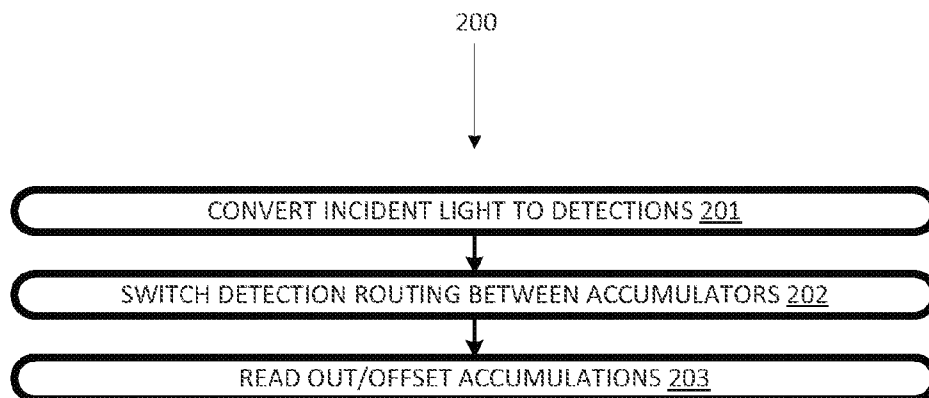 200
CONVERT INCIDENT LIGHT TO DETECTIONS 201
SWITCH DETECTION ROUTING BETWEEN ACCUMULATORS 202
READ OUT/OFFSET ACCUMULATIONS 203